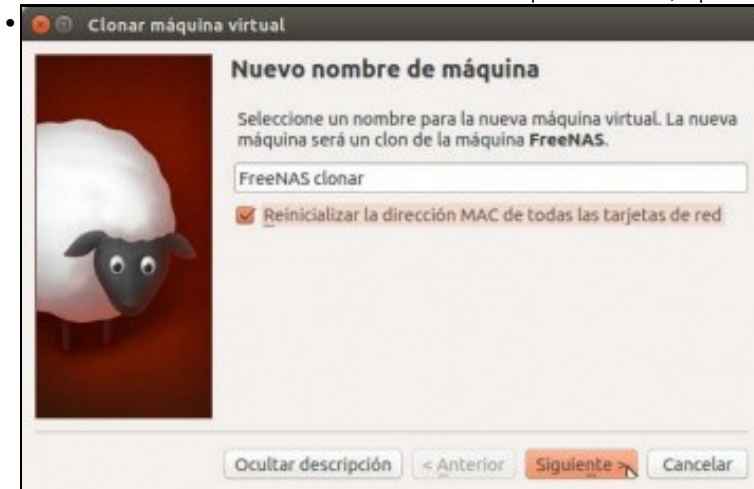 Clonar máquina virtual
Nuevo nombre de máquina
Seleccione un nombre para la nueva máquina virtual. La nueva
máquina será un clon de la máquina FreeNAS.
FreeNAS clonar
Reinicializar la dirección MAC de todas las tarjetas de red
Ocultar descripción < Anterior Siguiente > Cancelar